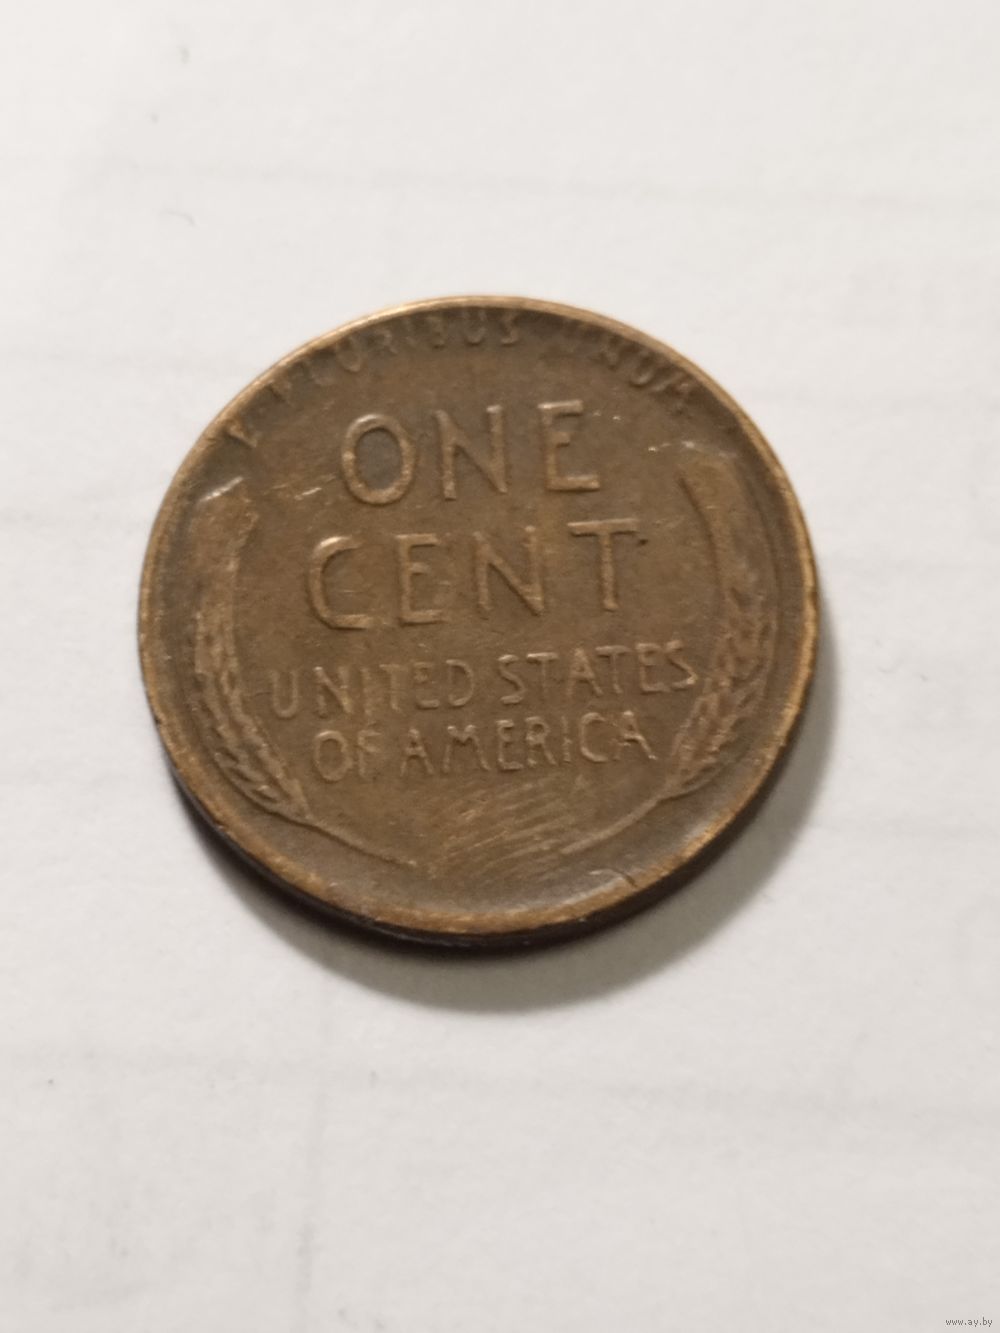 E PLURIBUS UNUM
ONE
CENT
UNITED STATES
OF AMERICA
www.ay.by